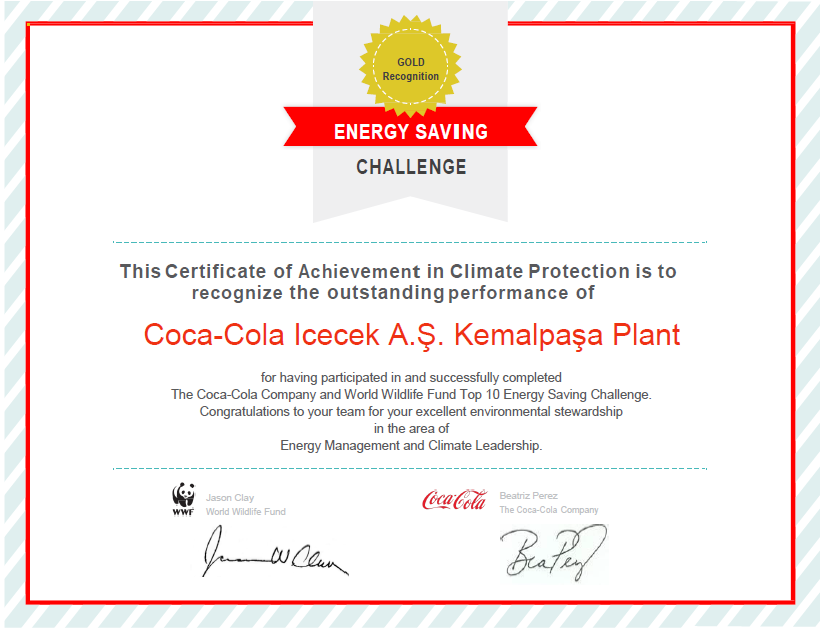 GOLD
Recognition
ENERGY SAVING
CHALLENGE
This Certificate of Achievement in Climate Protection is to
recognize the outstanding performance of
Coca-Cola Icecek A.Ş. Kemalpaşa Plant
for having participated in and successfully completed
The Coca-Cola Company and World Wildlife Fund Top 10 Energy Saving Challenge.
Congratulations to your team for your excellent environmental stewardship
in the area of
Energy Management and Climate Leadership.
WWF
Jason Clay
World Wildlife Fund
Coca-Cola
Beatriz Perez
The Coca-Cola Company
Jason W Clay
Bea Perez